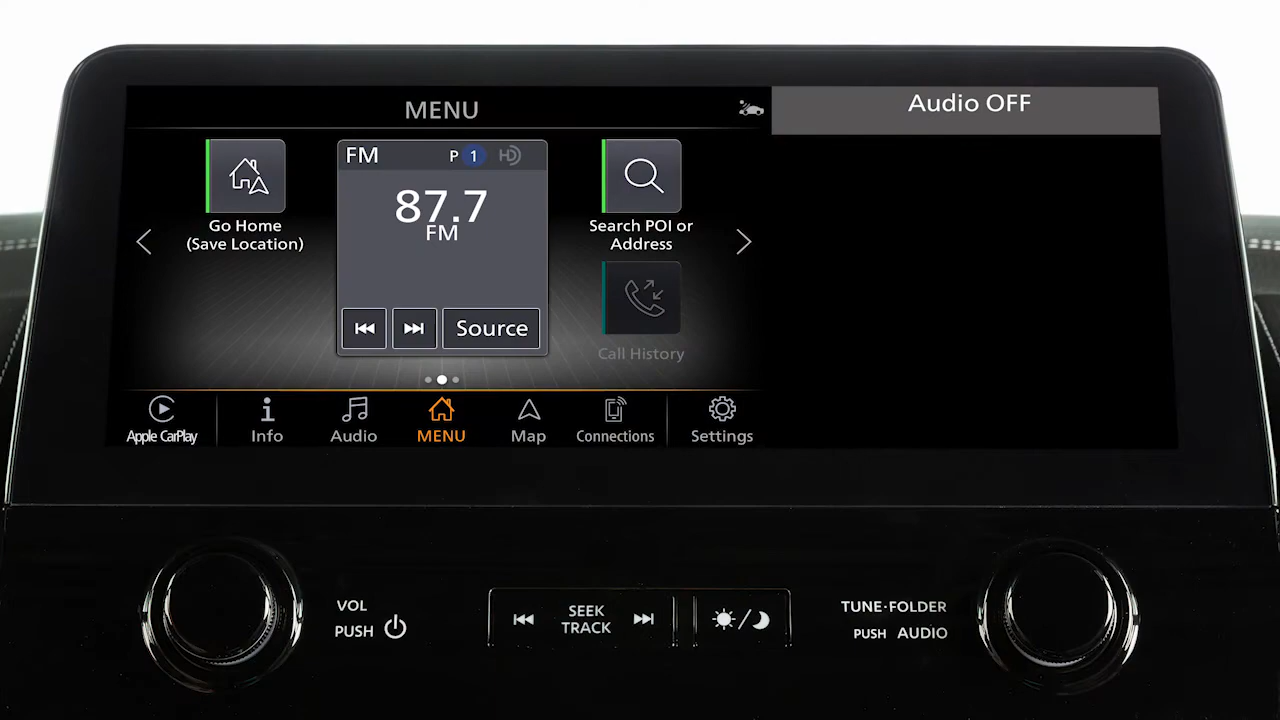 MENU
Audio OFF
FM P 1 HD
87.7
FM
Go Home
(Save Location)
Search POI or
Address
Source
Call History
Apple CarPlay Info Audio MENU Map Connections Settings
VOL
PUSH
SEEK
TRACK
TUNE·FOLDER
PUSH AUDIO